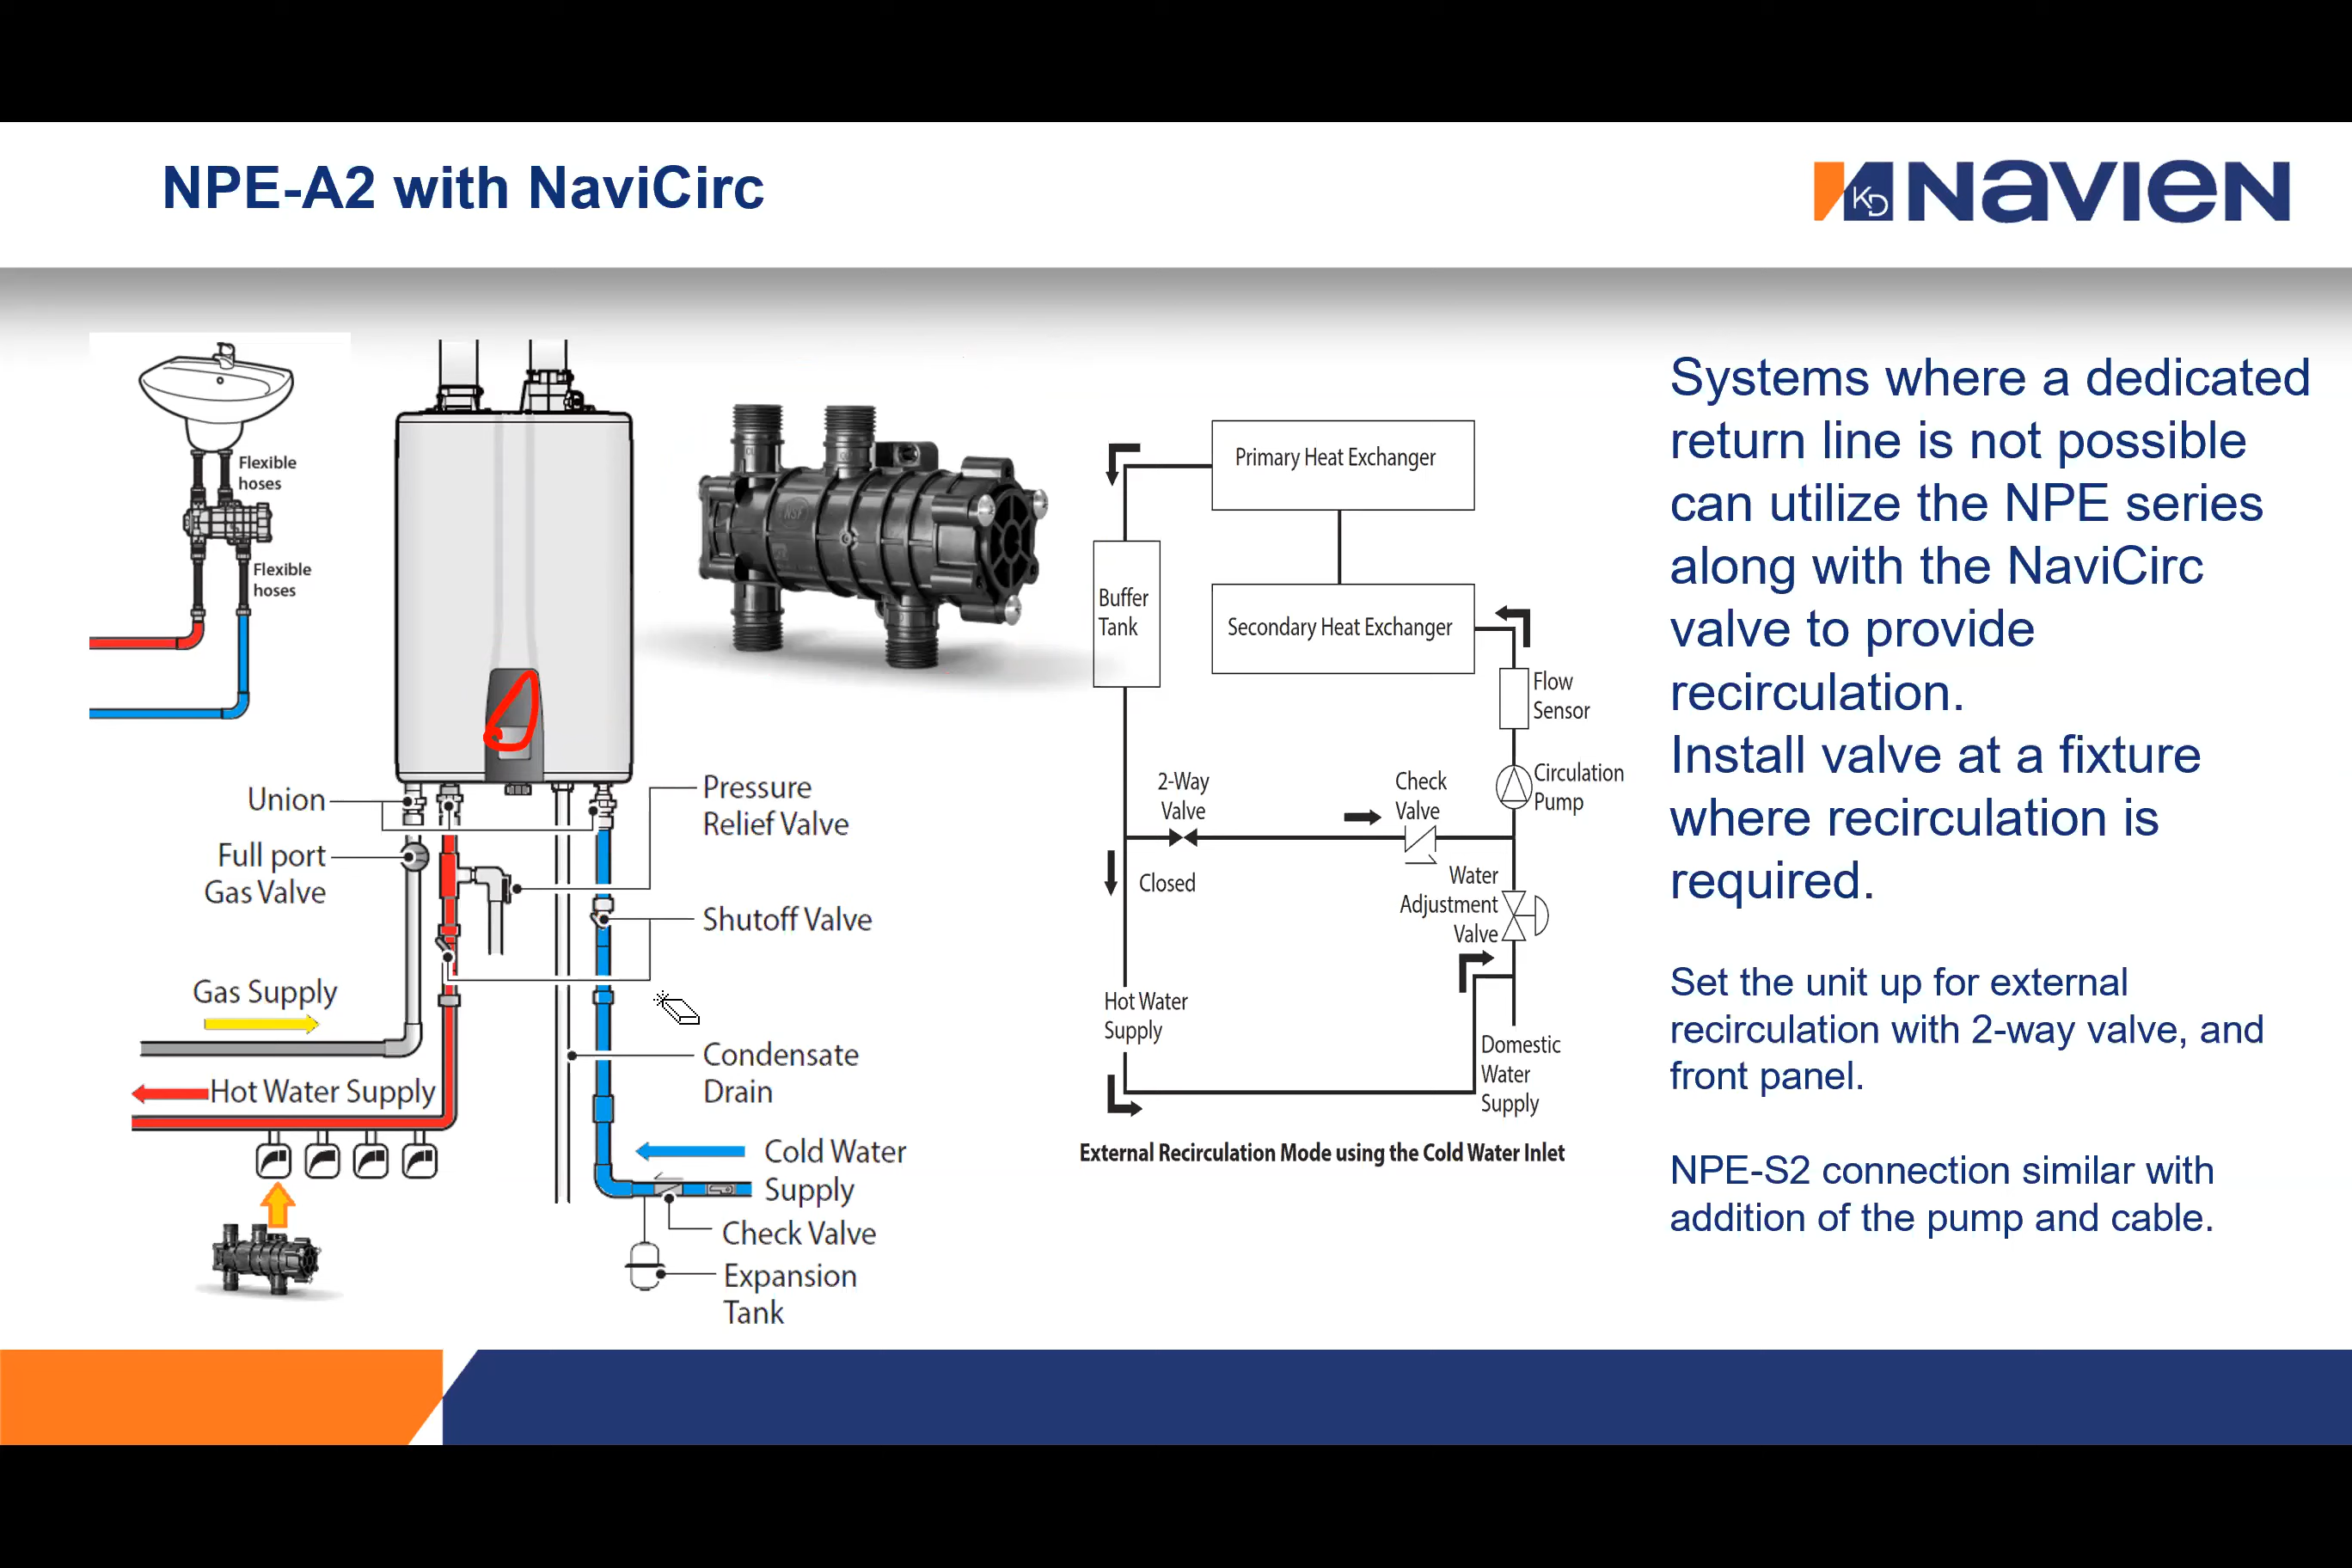 NPE-A2 with NaviCirc
KD NAVIEN
Flexible
hoses
Flexible
hoses
Union
Full port
Gas Valve
Gas Supply
Hot Water Supply
Pressure
Relief Valve
Shutoff Valve
Condensate
Drain
Cold Water
Supply
Check Valve
Expansion
Tank
NSF
Primary Heat Exchanger
Buffer
Tank
Secondary Heat Exchanger
Flow
Sensor
Circulation
Pump
2-Way
Valve
Check
Valve
Closed
Water
Adjustment
Valve
Hot Water
Supply
Domestic
Water
Supply
External Recirculation Mode using the Cold Water Inlet
Systems where a dedicated
return line is not possible
can utilize the NPE series
along with the NaviCirc
valve to provide
recirculation.
Install valve at a fixture
where recirculation is
required.
Set the unit up for external
recirculation with 2-way valve, and
front panel.
NPE-S2 connection similar with
addition of the pump and cable.